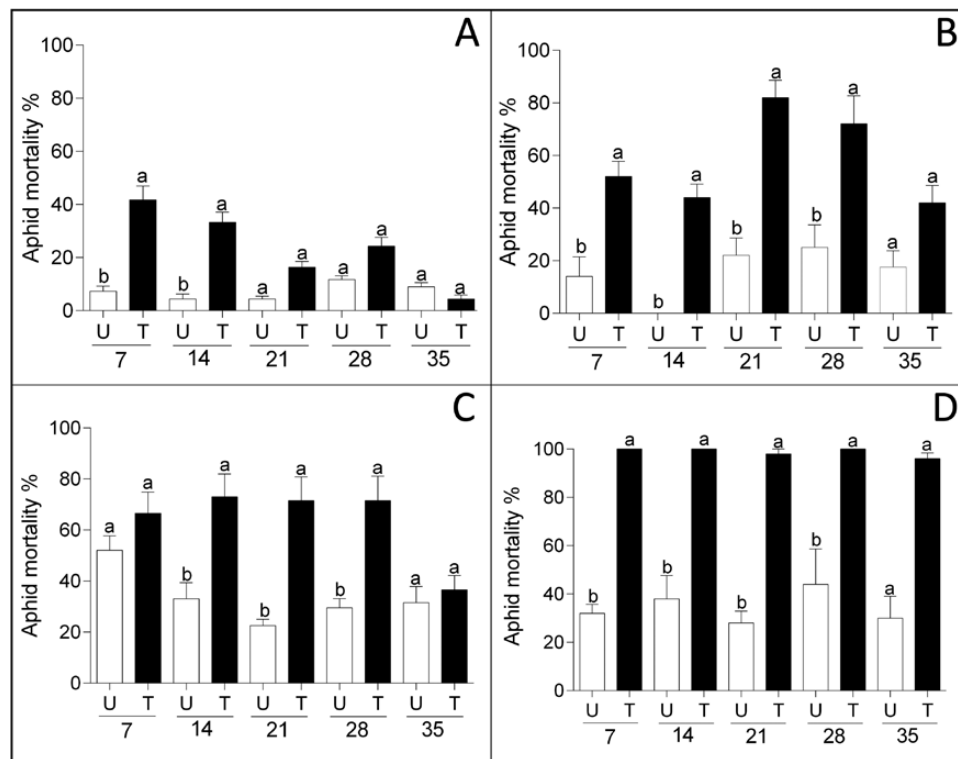 A
Aphid mortality %
100
80
60
40
20
0
b a b a a a a a a a
U T U T U T U T U T
7 14 21 28 35
B
Aphid mortality %
100
80
60
40
20
0
b a b a b a b a a a
U T U T U T U T U T
7 14 21 28 35
C
Aphid mortality %
100
80
60
40
20
0
a a b a b a b a a a
U T U T U T U T U T
7 14 21 28 35
D
Aphid mortality %
100
80
60
40
20
0
b a b a b a b a a a
U T U T U T U T U T
7 14 21 28 35